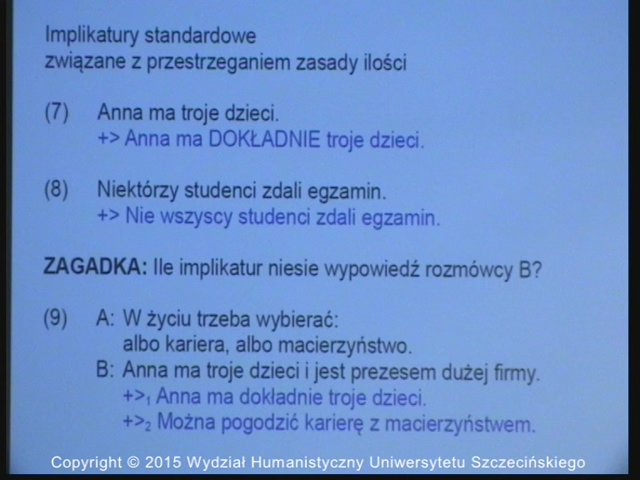 Implikatury standardowe
związane z przestrzeganiem zasady ilości
(7) Anna ma troje dzieci.
+> Anna ma DOKŁADNIE troje dzieci.
(8) Niektórzy studenci zdali egzamin.
+> Nie wszyscy studenci zdali egzamin.
ZAGADKA: Ile implikatur niesie wypowiedź rozmówcy B?
(9) A: W życiu trzeba wybierać:
albo kariera, albo macierzyństwo.
B: Anna ma troje dzieci i jest prezesem dużej firmy.
+>₁ Anna ma dokładnie troje dzieci.
+>₂ Można pogodzić karierę z macierzyństwem.
Copyright © 2015 Wydział Humanistyczny Uniwersytetu Szczecińskiego